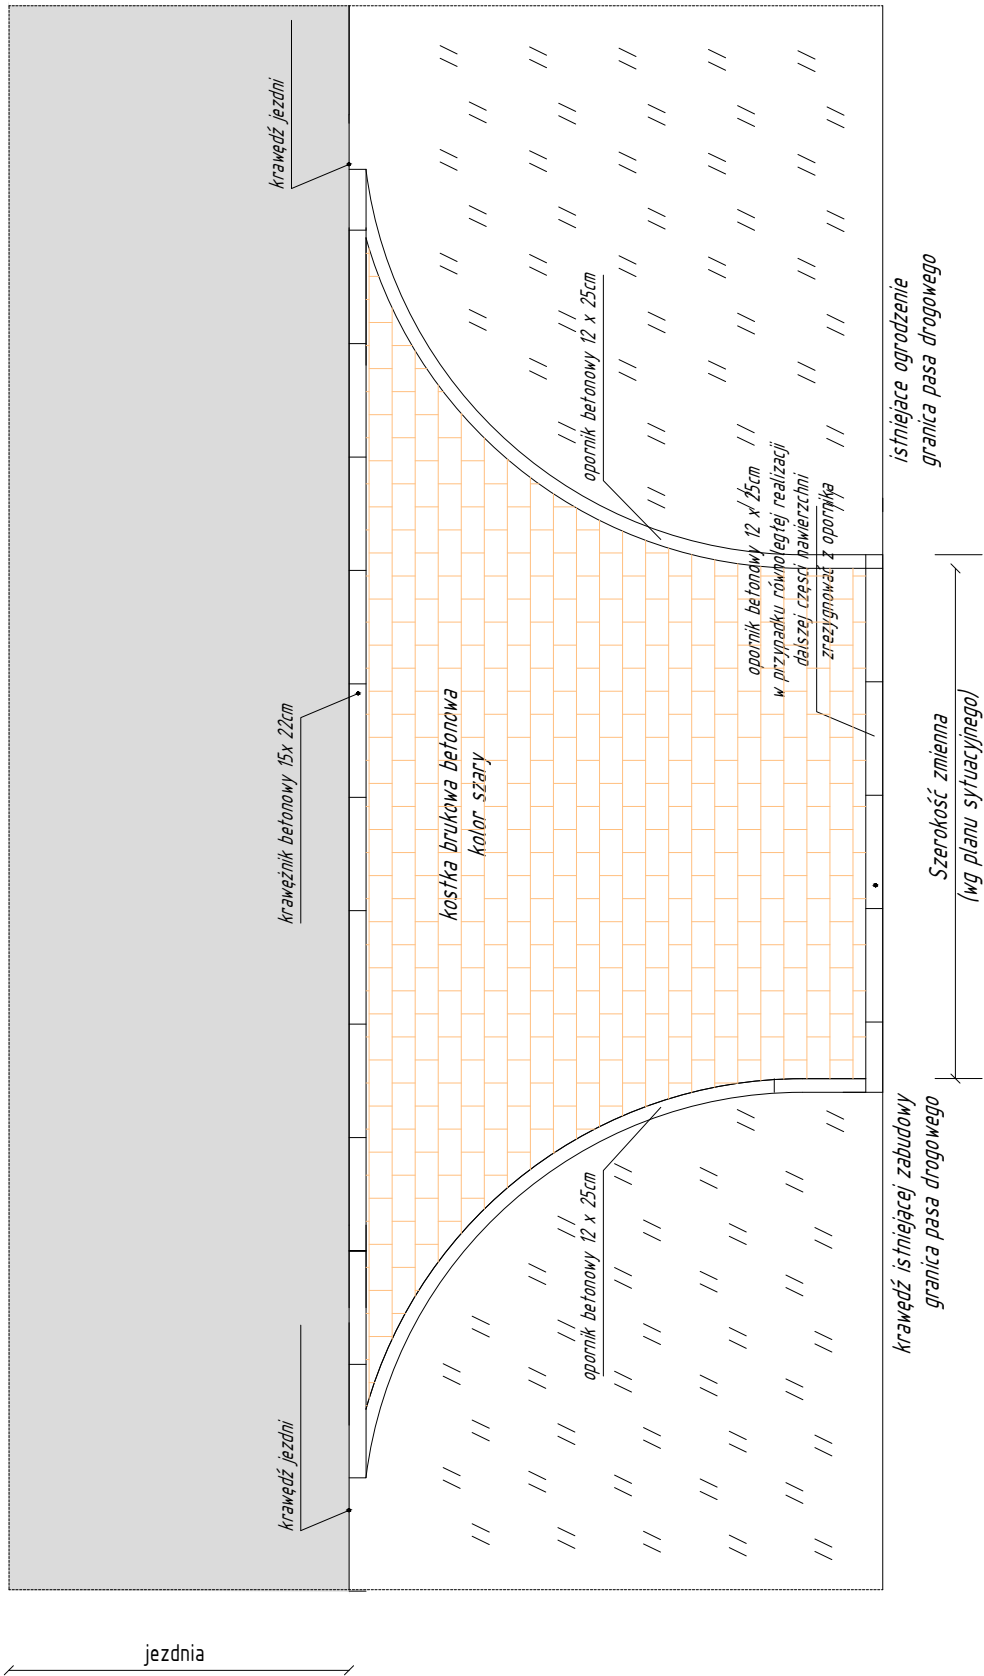 krawędź jezdni
krawężnik betonowy 15x 22cm
krawędź jezdni
kostka brukowa betonowa
kolor szary
opornik betonowy 12 x 25cm
opornik betonowy 12 x 25cm
opornik betonowy 12 x 25cm
w przypadku równoległej realizacji
dalszej części nawierzchni
zrezygnować z opornika
istniejace ogrodzenie
granica pasa drogowego
Szerokość zmienna
(wg planu sytuacyjnego)
krawędź istniejącej zabudowy
granica pasa drogowego
jezdnia